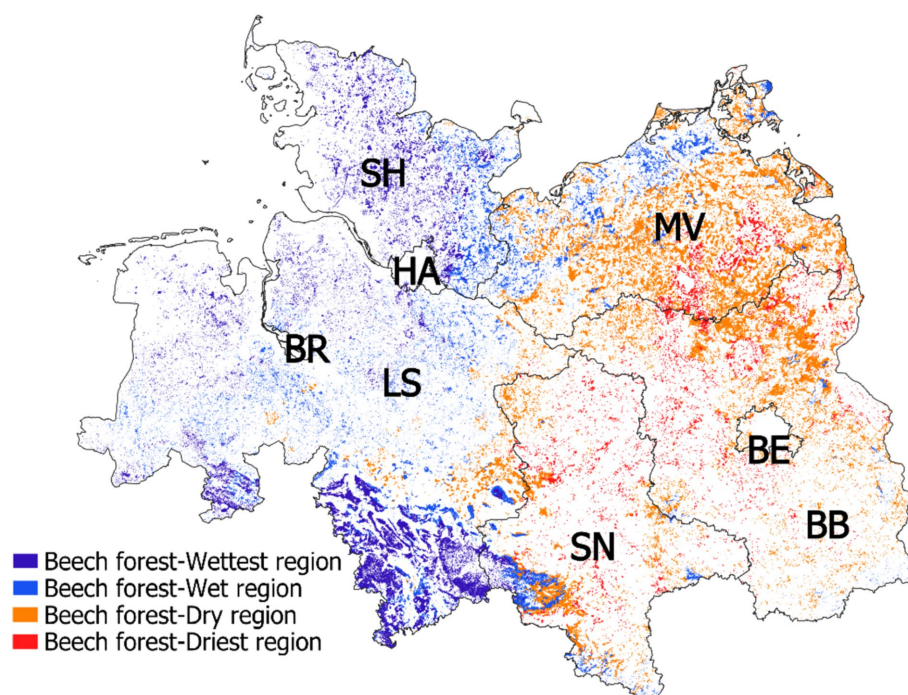 SH
MV
HA
BR
LS
BE
BB
SN
Beech forest-Wettest region
Beech forest-Wet region
Beech forest-Dry region
Beech forest-Driest region